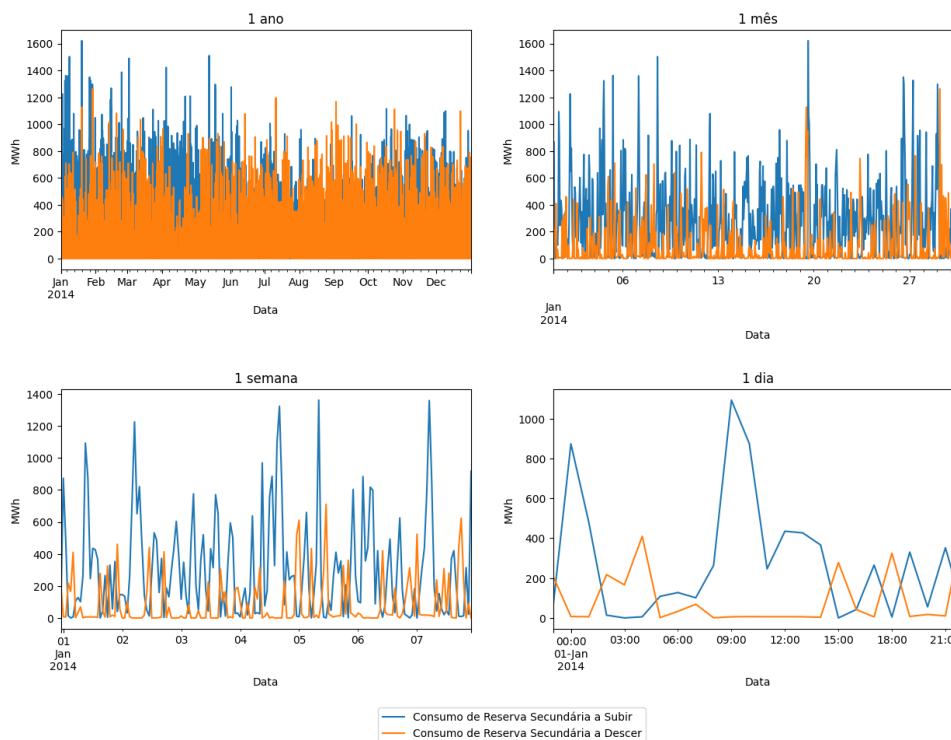 1 ano
1600
1400
1200
1000
800
600
400
200
0
MWh
Jan Feb Mar Apr May Jun Jul Aug Sep Oct Nov Dec
2014
Data
1 mês
1600
1400
1200
1000
800
600
400
200
0
MWh
06 13 20 27
Jan
2014
Data
1 semana
1400
1200
1000
800
600
400
200
0
MWh
01 02 03 04 05 06 07
Jan
2014
Data
1 dia
1000
800
600
400
200
0
MWh
00:00 03:00 06:00 09:00 12:00 15:00 18:00 21:00
01-Jan
2014
Data
Consumo de Reserva Secundária a Subir
Consumo de Reserva Secundária a Descer